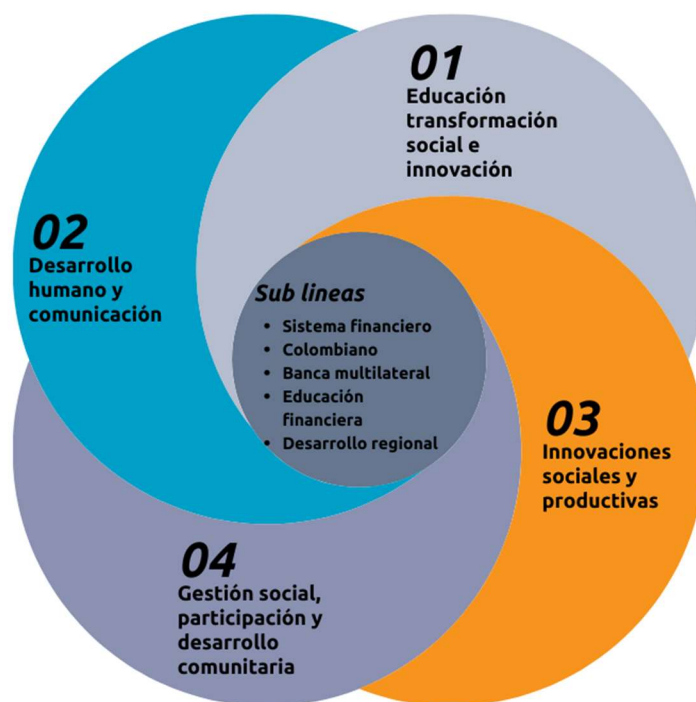 01
Educación
transformación
social e
innovación
02
Desarrollo
humano y
comunicación
Sub lineas
• Sistema financiero
• Colombiano
• Banca multilateral
• Educación
financiera
• Desarrollo regional
03
Innovaciones
sociales y
productivas
04
Gestión social,
participación y
desarrollo
comunitaria